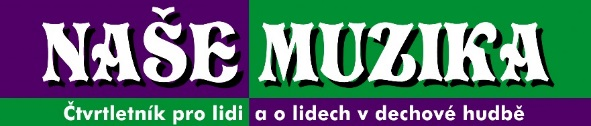 NAŠE MUZIKA
Čtvrtletník pro lidi a o lidech v dechové hudbě